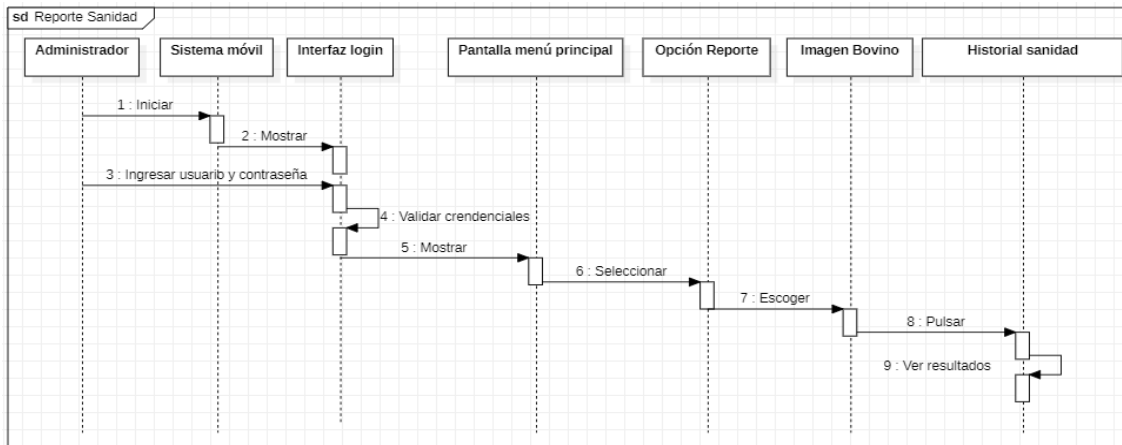 sd Reporte Sanidad
Administrador
Sistema móvil
Interfaz login
Pantalla menú principal
Opción Reporte
Imagen Bovino
Historial sanidad
1 : Iniciar
2 : Mostrar
3 : Ingresar usuario y contraseña
4 : Validar crendenciales
5 : Mostrar
6 : Seleccionar
7 : Escoger
8 : Pulsar
9 : Ver resultados